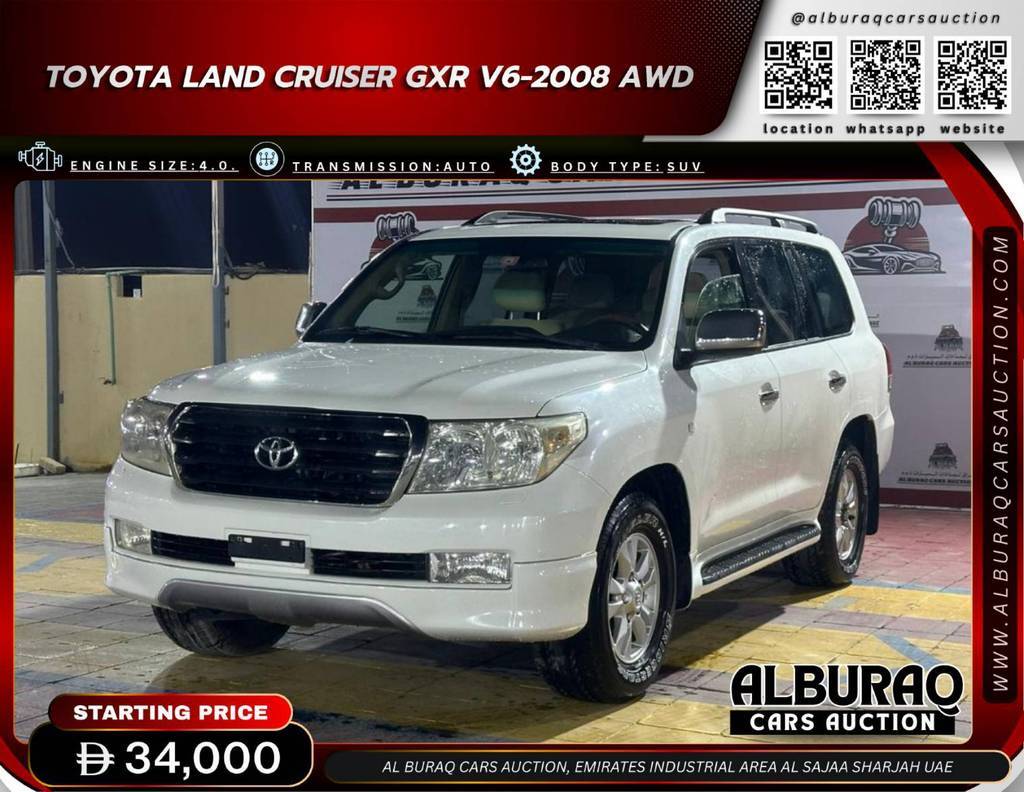 @alburaqcarsauction
TOYOTA LAND CRUISER GXR V6-2008 AWD
location whatsapp website
ENGINE SIZE:4.0. TRANSMISSION:AUTO BODY TYPE: SUV
WWW.ALBURAQCARSAUCTION.COM
ALBURAQ
CARS AUCTION
STARTING PRICE
34,000
AL BURAQ CARS AUCTION, EMIRATES INDUSTRIAL AREA AL SAJAA SHARJAH UAE